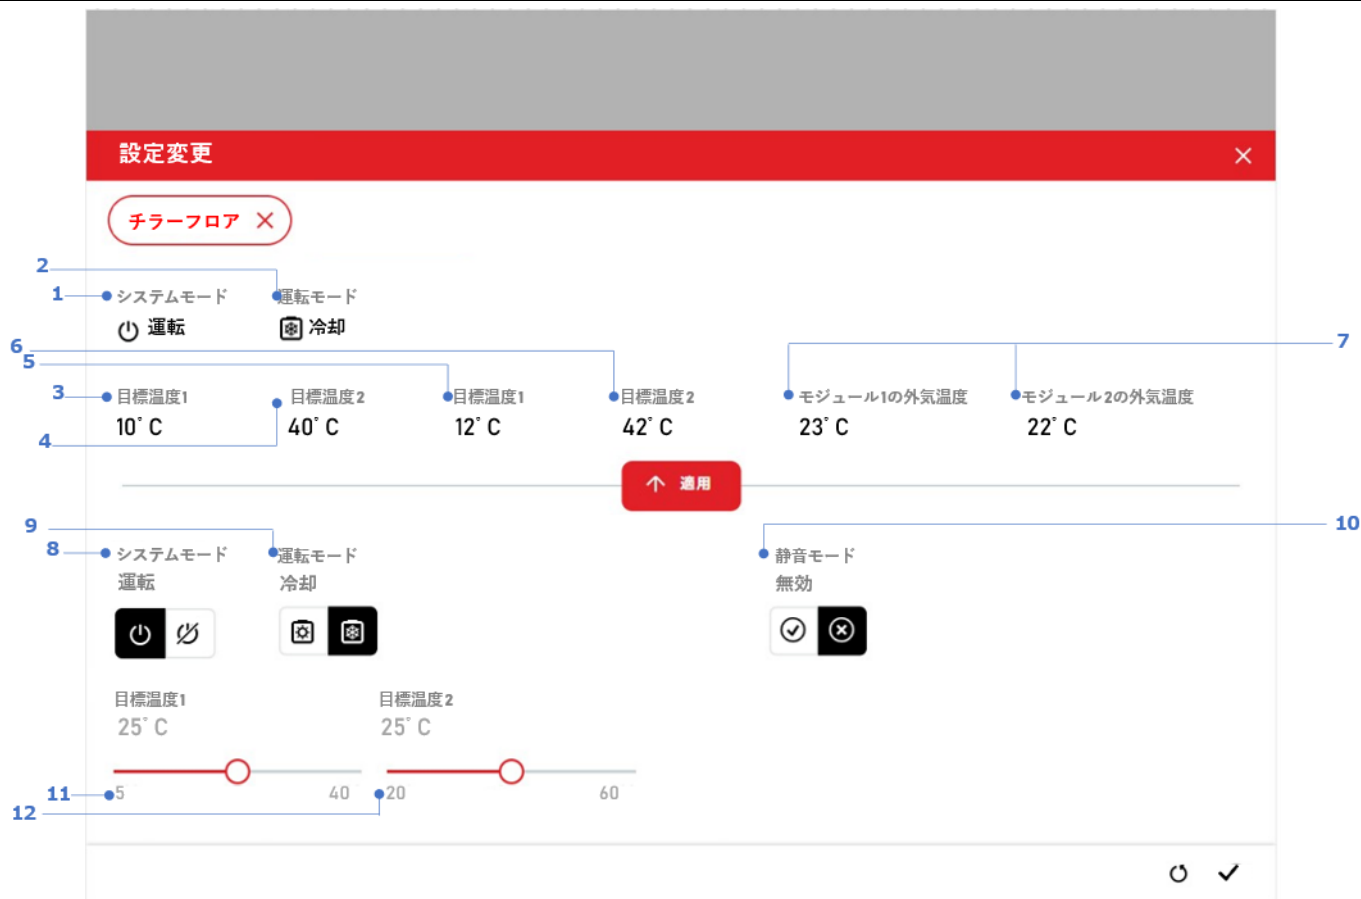 設定変更
チラーフロア
2
1 システムモード 運転モード
運転 冷却
6
5
7
3 目標温度1 目標温度2 目標温度1 目標温度2 モジュール1の外気温度 モジュール2の外気温度
10°C 40°C 12°C 42°C 23°C 22°C
4
適用
9
10
8 システムモード 運転モード 静音モード
運転 冷却 無効
目標温度1 目標温度2
25°C 25°C
11 5 40 20 60
12